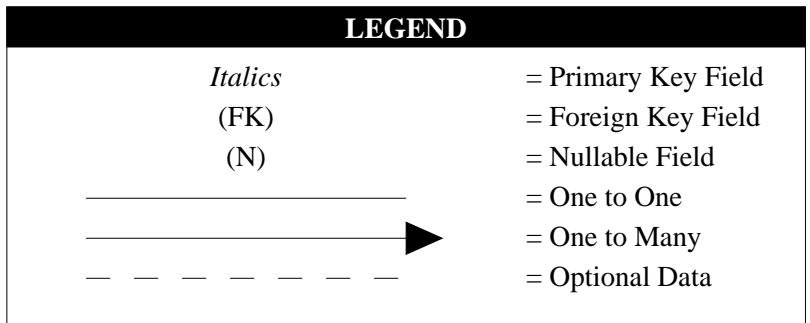 LEGEND
Italics = Primary Key Field
(FK) = Foreign Key Field
(N) = Nullable Field
= One to One
= One to Many
= Optional Data